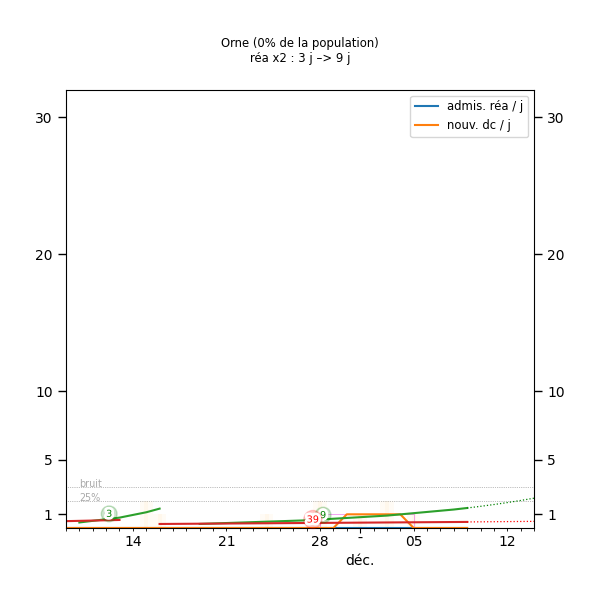 Orne (0% de la population)
réa x2 : 3 j –> 9 j
admis. réa / j
nouv. dc / j
30 30
20 20
10 10
5 5
bruit
25%
3 39 9
1 1
14 21 28 - 05 12
déc.